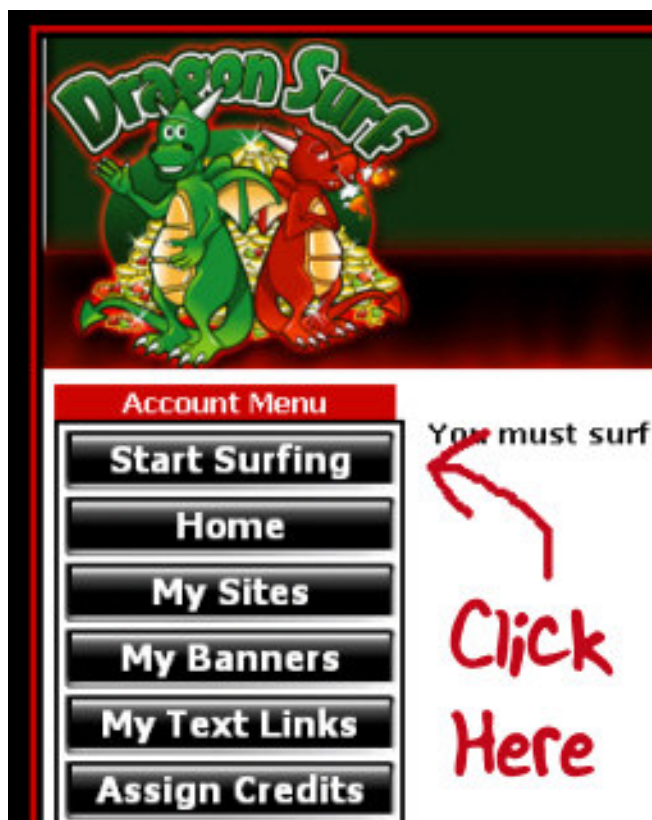 Dragon Surf
Account Menu
You must surf
Start Surfing
Home
My Sites
My Banners
My Text Links
Assign Credits
Click
Here